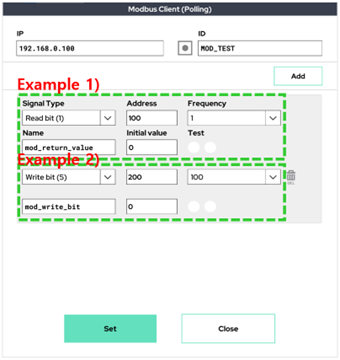 Modbus Client (Polling)
IP ID
192.168.0.100 MOD_TEST
Add
Example 1)
Signal Type Address Frequency
Read bit (1) 100 1
Name Initial value Test
mod_return_value 0
Example 2)
Write bit (5) 200 100
mod_write_bit 0
Set Close